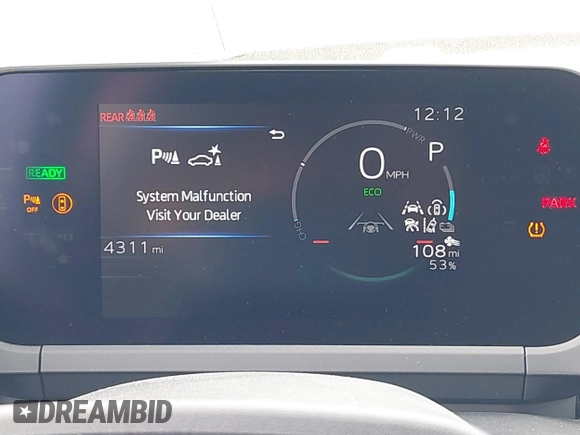 REAR
12:12
PWR
P
READY
P
0 MPH
OFF
System Malfunction
Visit Your Dealer
ECO
PARK
CHG
4311 mi
108 mi
53%
DREAMBID